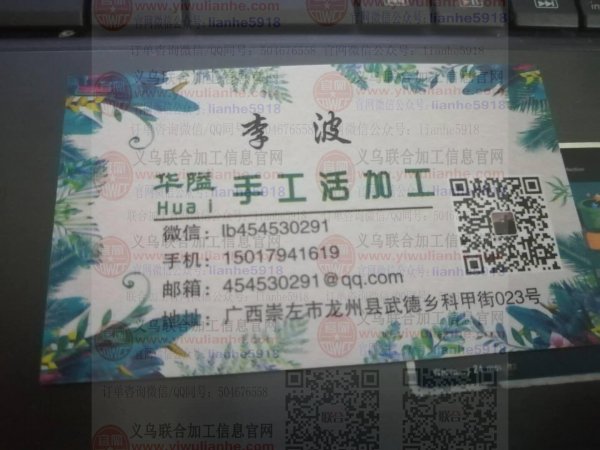 李 波
华隘 手工活加工
Hua i
微信：lb454530291
手机：15017941619
邮箱：454530291@qq.com
地址：广西崇左市龙州县武德乡科甲街023号
订单咨询微信/QQ同号：504676558 官网微信公众号：lianhe5918
义乌联合加工信息官网
www.yiwulianhe.com
联合